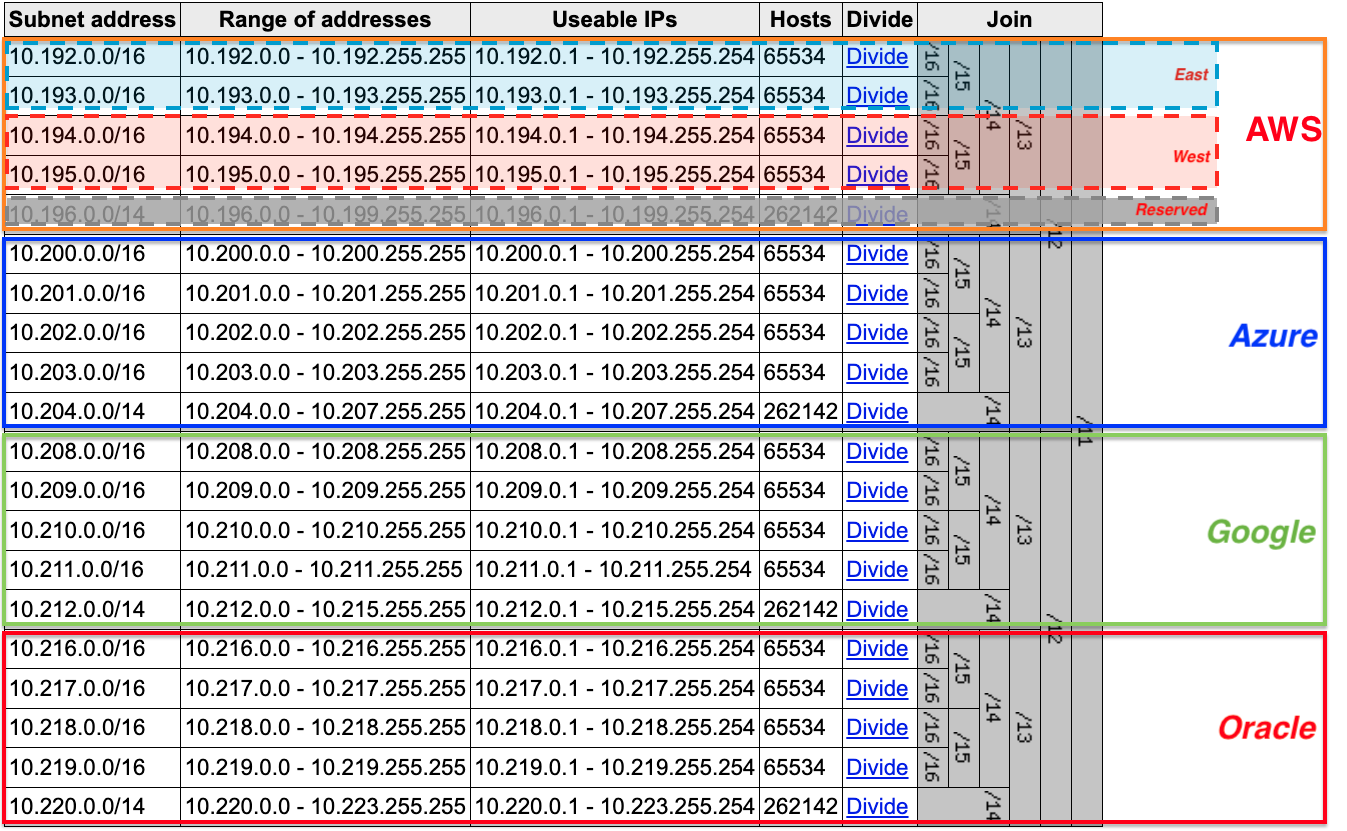 Subnet address Range of addresses Useable IPs Hosts Divide Join
10.192.0.0/16 10.192.0.0 - 10.192.255.255 10.192.0.1 - 10.192.255.254 65534 Divide /16 /15 /14 /13 /12 /11 East
10.193.0.0/16 10.193.0.0 - 10.193.255.255 10.193.0.1 - 10.193.255.254 65534 Divide /16
AWS
10.194.0.0/16 10.194.0.0 - 10.194.255.255 10.194.0.1 - 10.194.255.254 65534 Divide /16 /15 West
10.195.0.0/16 10.195.0.0 - 10.195.255.255 10.195.0.1 - 10.195.255.254 65534 Divide /16
10.196.0.0/14 10.196.0.0 - 10.199.255.255 10.196.0.1 - 10.199.255.254 262142 Divide /14 Reserved
10.200.0.0/16 10.200.0.0 - 10.200.255.255 10.200.0.1 - 10.200.255.254 65534 Divide /16 /15 /14 /13
10.201.0.0/16 10.201.0.0 - 10.201.255.255 10.201.0.1 - 10.201.255.254 65534 Divide /16
10.202.0.0/16 10.202.0.0 - 10.202.255.255 10.202.0.1 - 10.202.255.254 65534 Divide /16 /15 Azure
10.203.0.0/16 10.203.0.0 - 10.203.255.255 10.203.0.1 - 10.203.255.254 65534 Divide /16
10.204.0.0/14 10.204.0.0 - 10.207.255.255 10.204.0.1 - 10.207.255.254 262142 Divide /14
10.208.0.0/16 10.208.0.0 - 10.208.255.255 10.208.0.1 - 10.208.255.254 65534 Divide /16 /15 /14 /13 /12
10.209.0.0/16 10.209.0.0 - 10.209.255.255 10.209.0.1 - 10.209.255.254 65534 Divide /16
10.210.0.0/16 10.210.0.0 - 10.210.255.255 10.210.0.1 - 10.210.255.254 65534 Divide /16 /15 Google
10.211.0.0/16 10.211.0.0 - 10.211.255.255 10.211.0.1 - 10.211.255.254 65534 Divide /16
10.212.0.0/14 10.212.0.0 - 10.215.255.255 10.212.0.1 - 10.215.255.254 262142 Divide /14
10.216.0.0/16 10.216.0.0 - 10.216.255.255 10.216.0.1 - 10.216.255.254 65534 Divide /16 /15 /14 /13
10.217.0.0/16 10.217.0.0 - 10.217.255.255 10.217.0.1 - 10.217.255.254 65534 Divide /16
10.218.0.0/16 10.218.0.0 - 10.218.255.255 10.218.0.1 - 10.218.255.254 65534 Divide /16 /15 Oracle
10.219.0.0/16 10.219.0.0 - 10.219.255.255 10.219.0.1 - 10.219.255.254 65534 Divide /16
10.220.0.0/14 10.220.0.0 - 10.223.255.255 10.220.0.1 - 10.223.255.254 262142 Divide /14